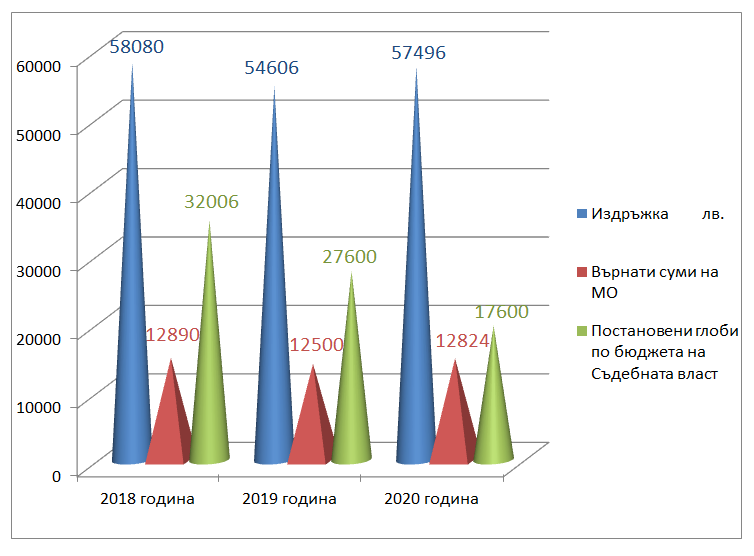 58080
54606
57496
60000
50000
40000
30000
20000
10000
0
32006
27600
17600
12890
12500
12824
2018 година
2019 година
2020 година
Издръжка лв.
Върнати суми на
МО
Постановени глоби
по бюджета на
Съдебната власт